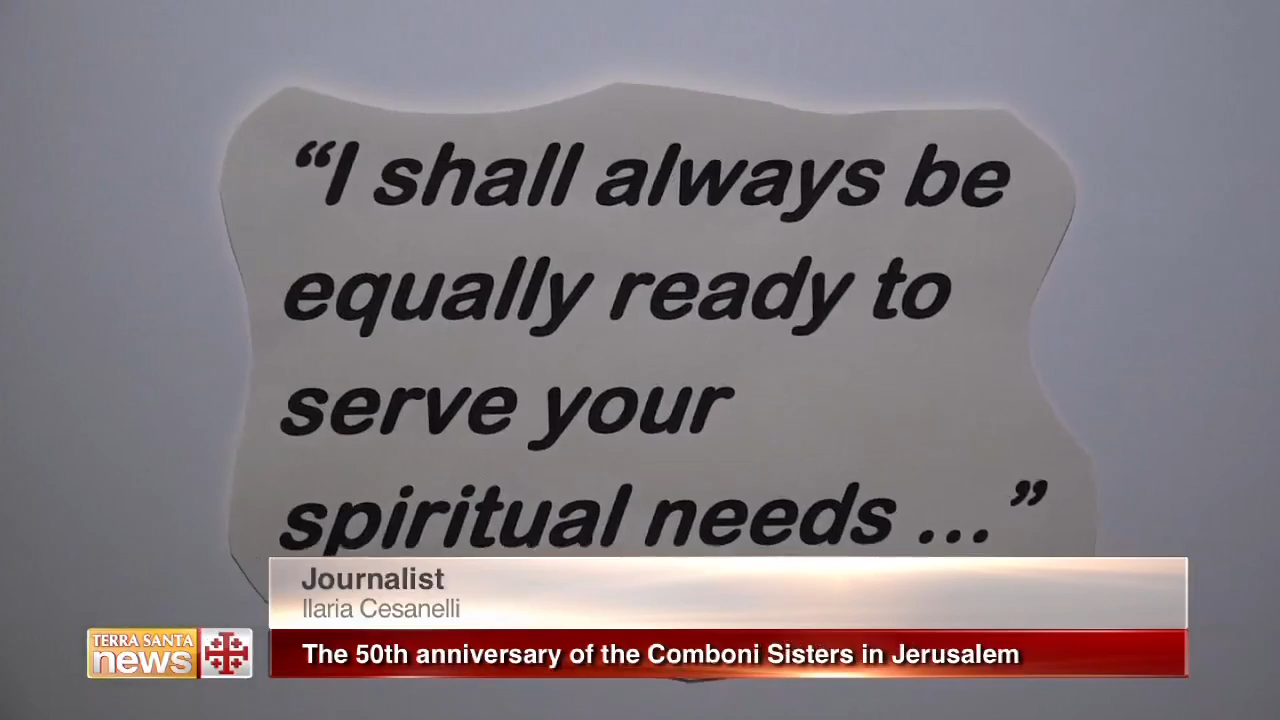 “I shall always be
equally ready to
serve your
spiritual needs ...”
Journalist
Ilaria Cesanelli
TERRA SANTA
news
The 50th anniversary of the Comboni Sisters in Jerusalem